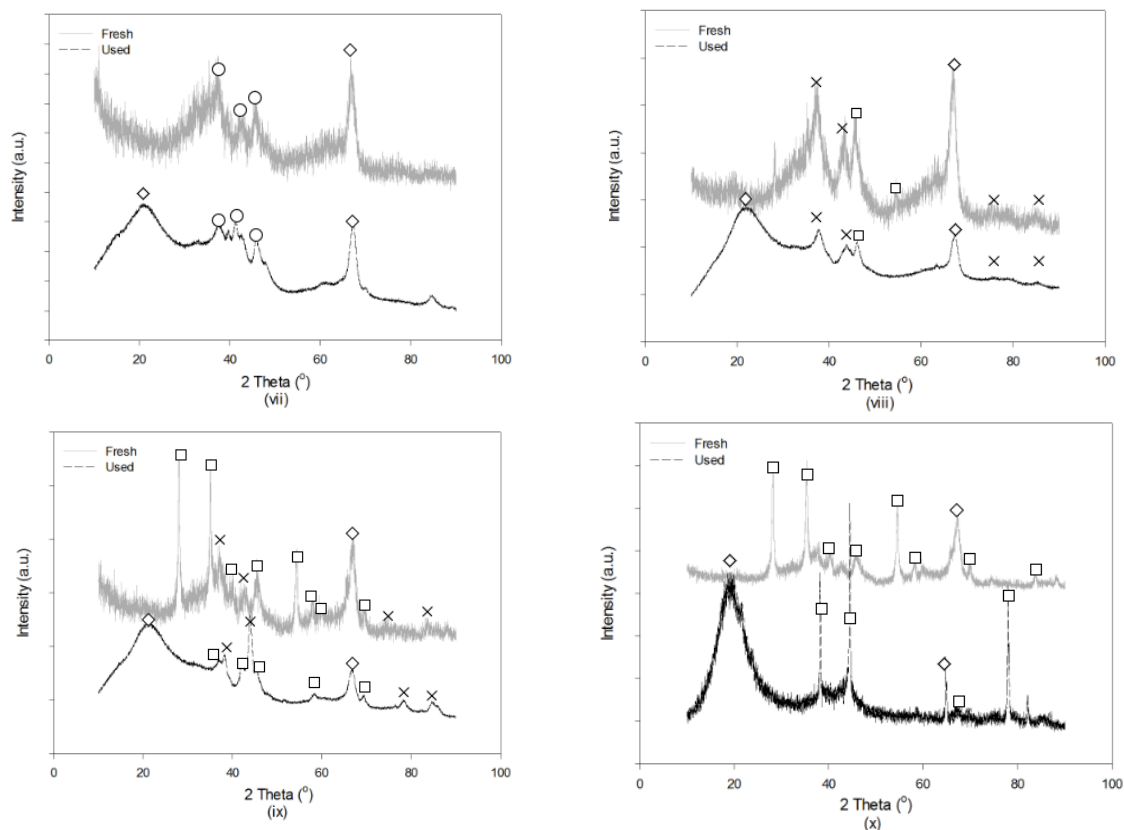 Fresh
Used
Intensity (a.u.)
0 20 40 60 80 100
2 Theta (°)
(vii)
Fresh
Used
Intensity (a.u.)
0 20 40 60 80 100
2 Theta (°)
(viii)
Fresh
Used
Intensity (a.u.)
0 20 40 60 80 100
2 Theta (°)
(ix)
Fresh
Used
Intensity (a.u.)
0 20 40 60 80 100
2 Theta (°)
(x)